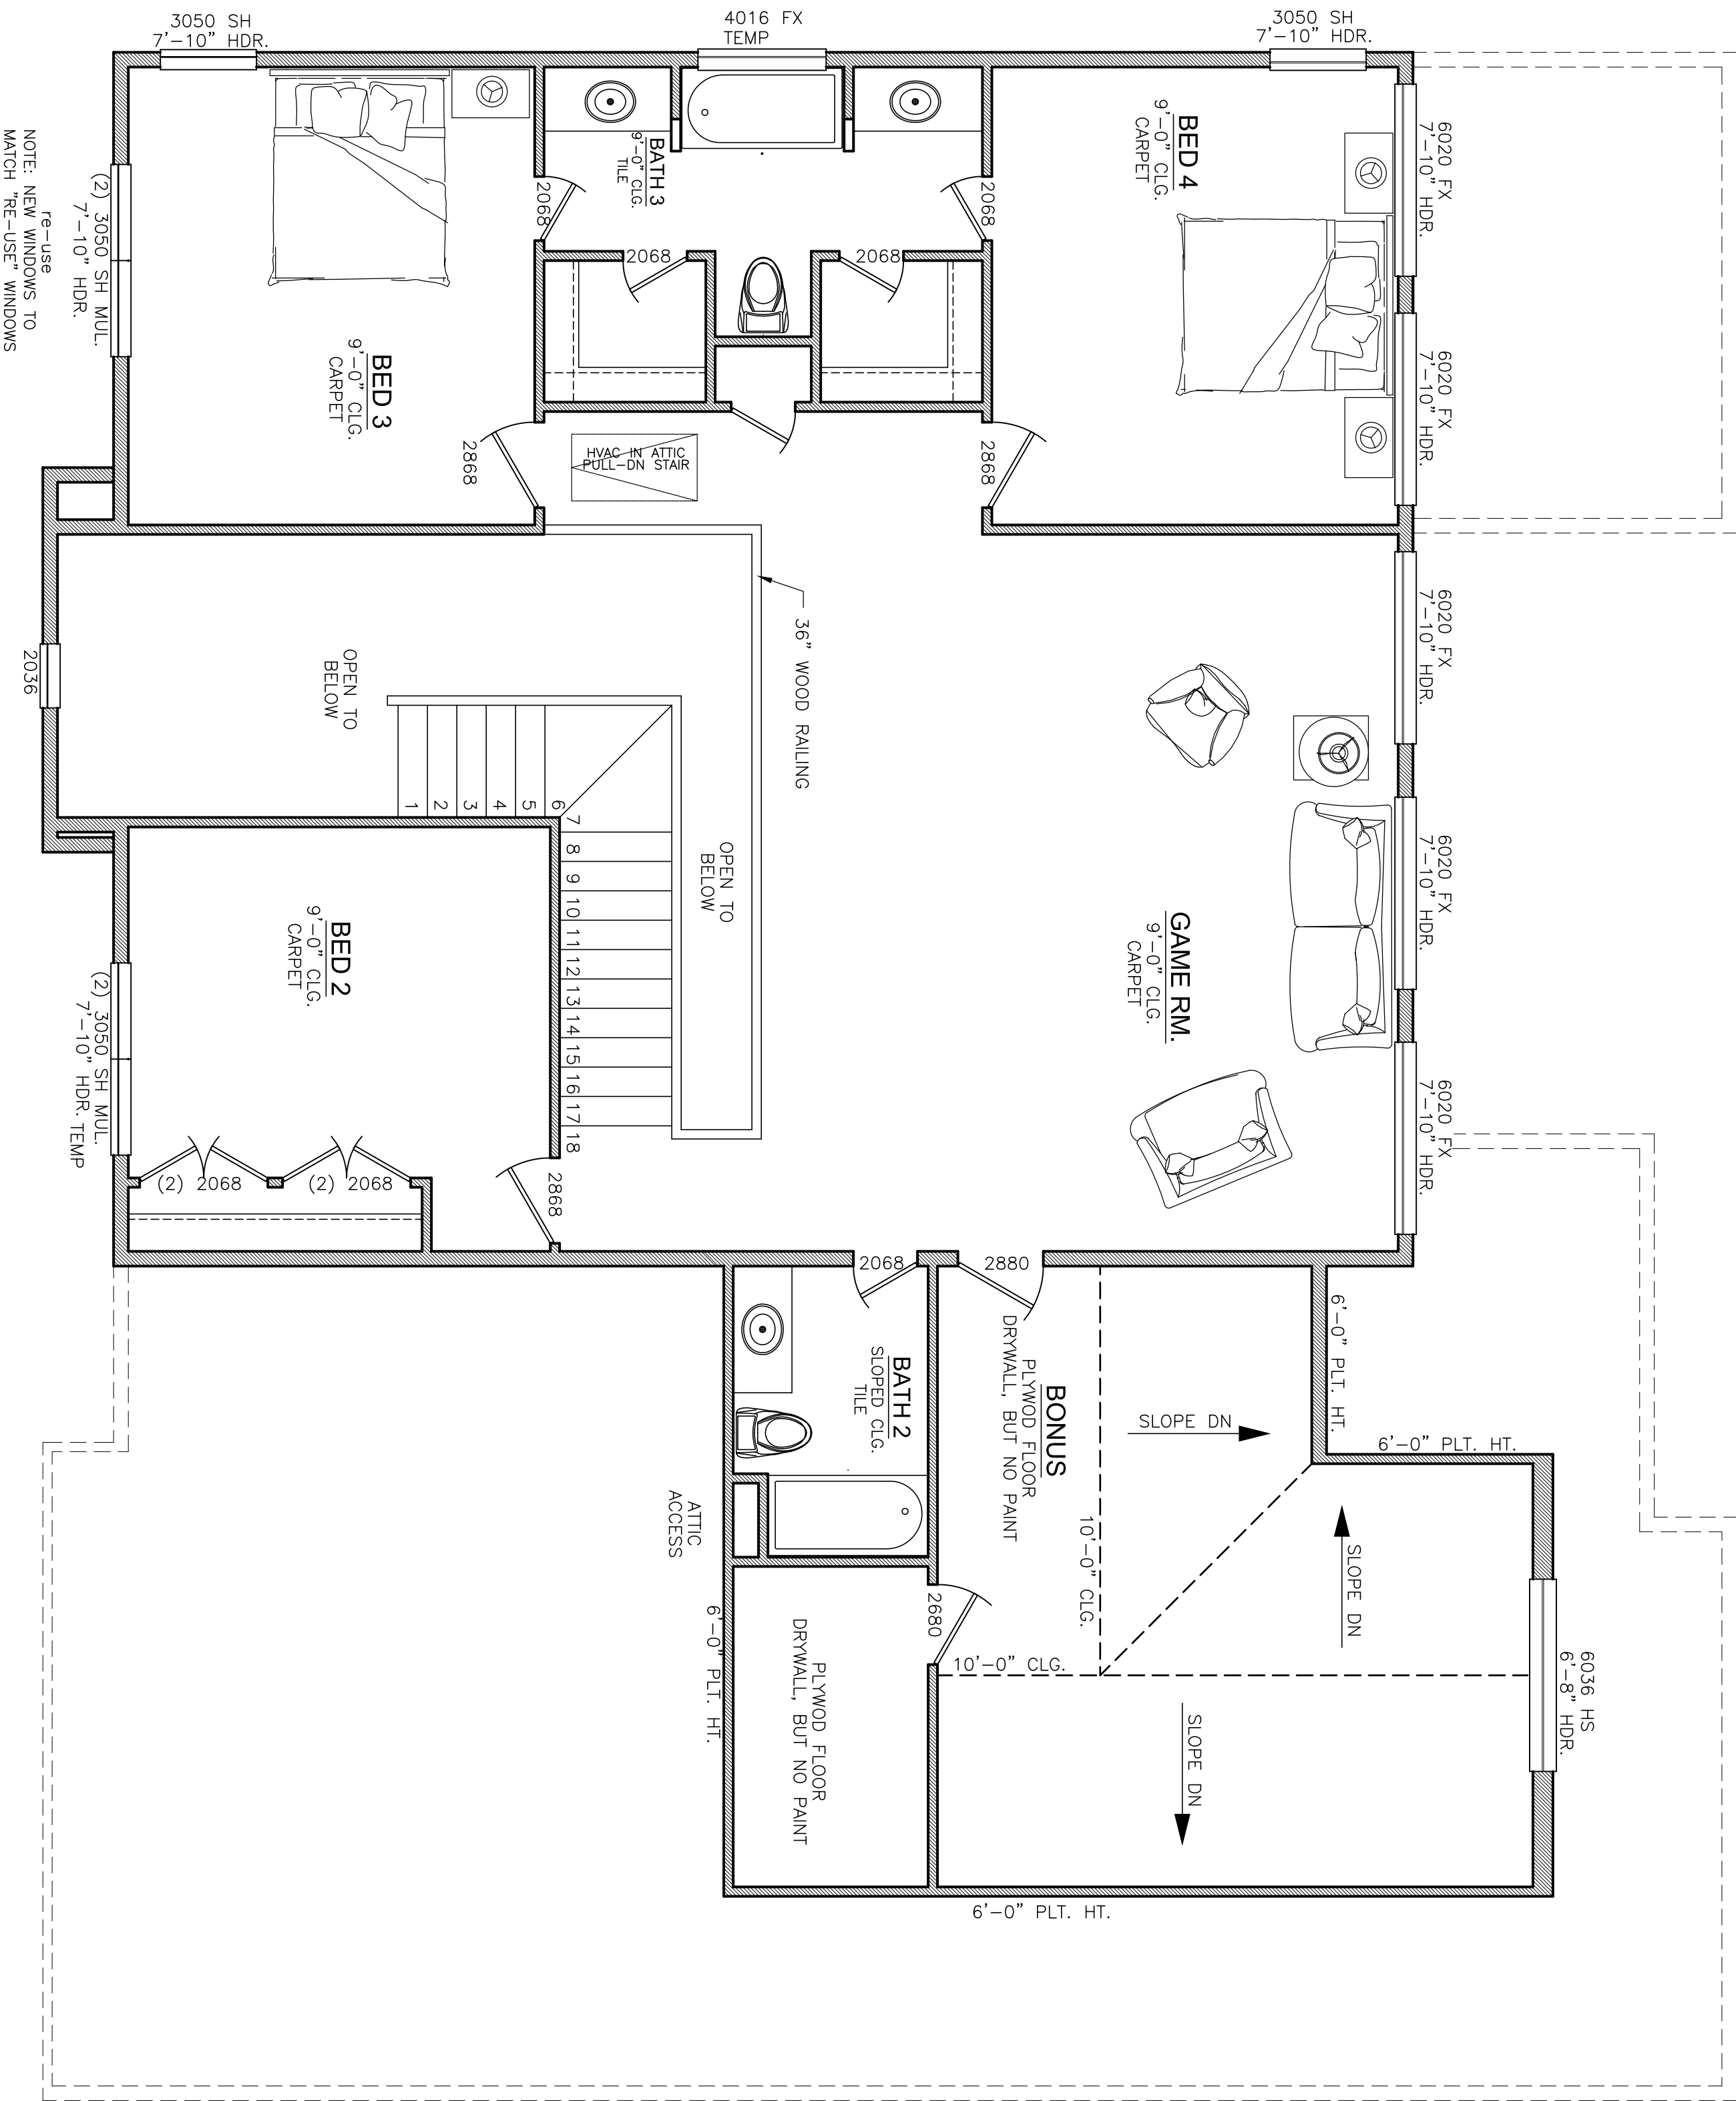 3050 SH
7'-10" HDR.
4016 FX
TEMP
3050 SH
7'-10" HDR.
6020 FX
7'-10" HDR.
6020 FX
7'-10" HDR.
6020 FX
7'-10" HDR.
6020 FX
7'-10" HDR.
6020 FX
7'-10" HDR.
BED 4
9'-0" CLG.
CARPET
BATH 3
9'-0" CLG.
TILE
2068
2068
2068
2068
BED 3
9'-0" CLG.
CARPET
2868
2868
HVAC IN ATTIC
PULL-DN STAIR
(2) 3050 SH MUL.
7'-10" HDR.
re-use
NOTE: NEW WINDOWS TO
MATCH "RE-USE" WINDOWS
2036
OPEN TO
BELOW
36" WOOD RAILING
OPEN TO
BELOW
1
2
3
4
5
6
7
8
9
10
11
12
13
14
15
16
17
18
GAME RM.
9'-0" CLG.
CARPET
BED 2
9'-0" CLG.
CARPET
(2) 3050 SH MUL.
7'-10" HDR. TEMP
(2) 2068
(2) 2068
2868
2068
2880
BATH 2
SLOPED CLG.
TILE
BONUS
PLYWOD FLOOR
DRYWALL, BUT NO PAINT
SLOPE DN
6'-0" PLT. HT.
6'-0" PLT. HT.
10'-0" CLG.
SLOPE DN
ATTIC
ACCESS
2680
10'-0" CLG.
6'-0" PLT. HT.
PLYWOD FLOOR
DRYWALL, BUT NO PAINT
SLOPE DN
6036 HS
6'-8" HDR.
6'-0" PLT. HT.